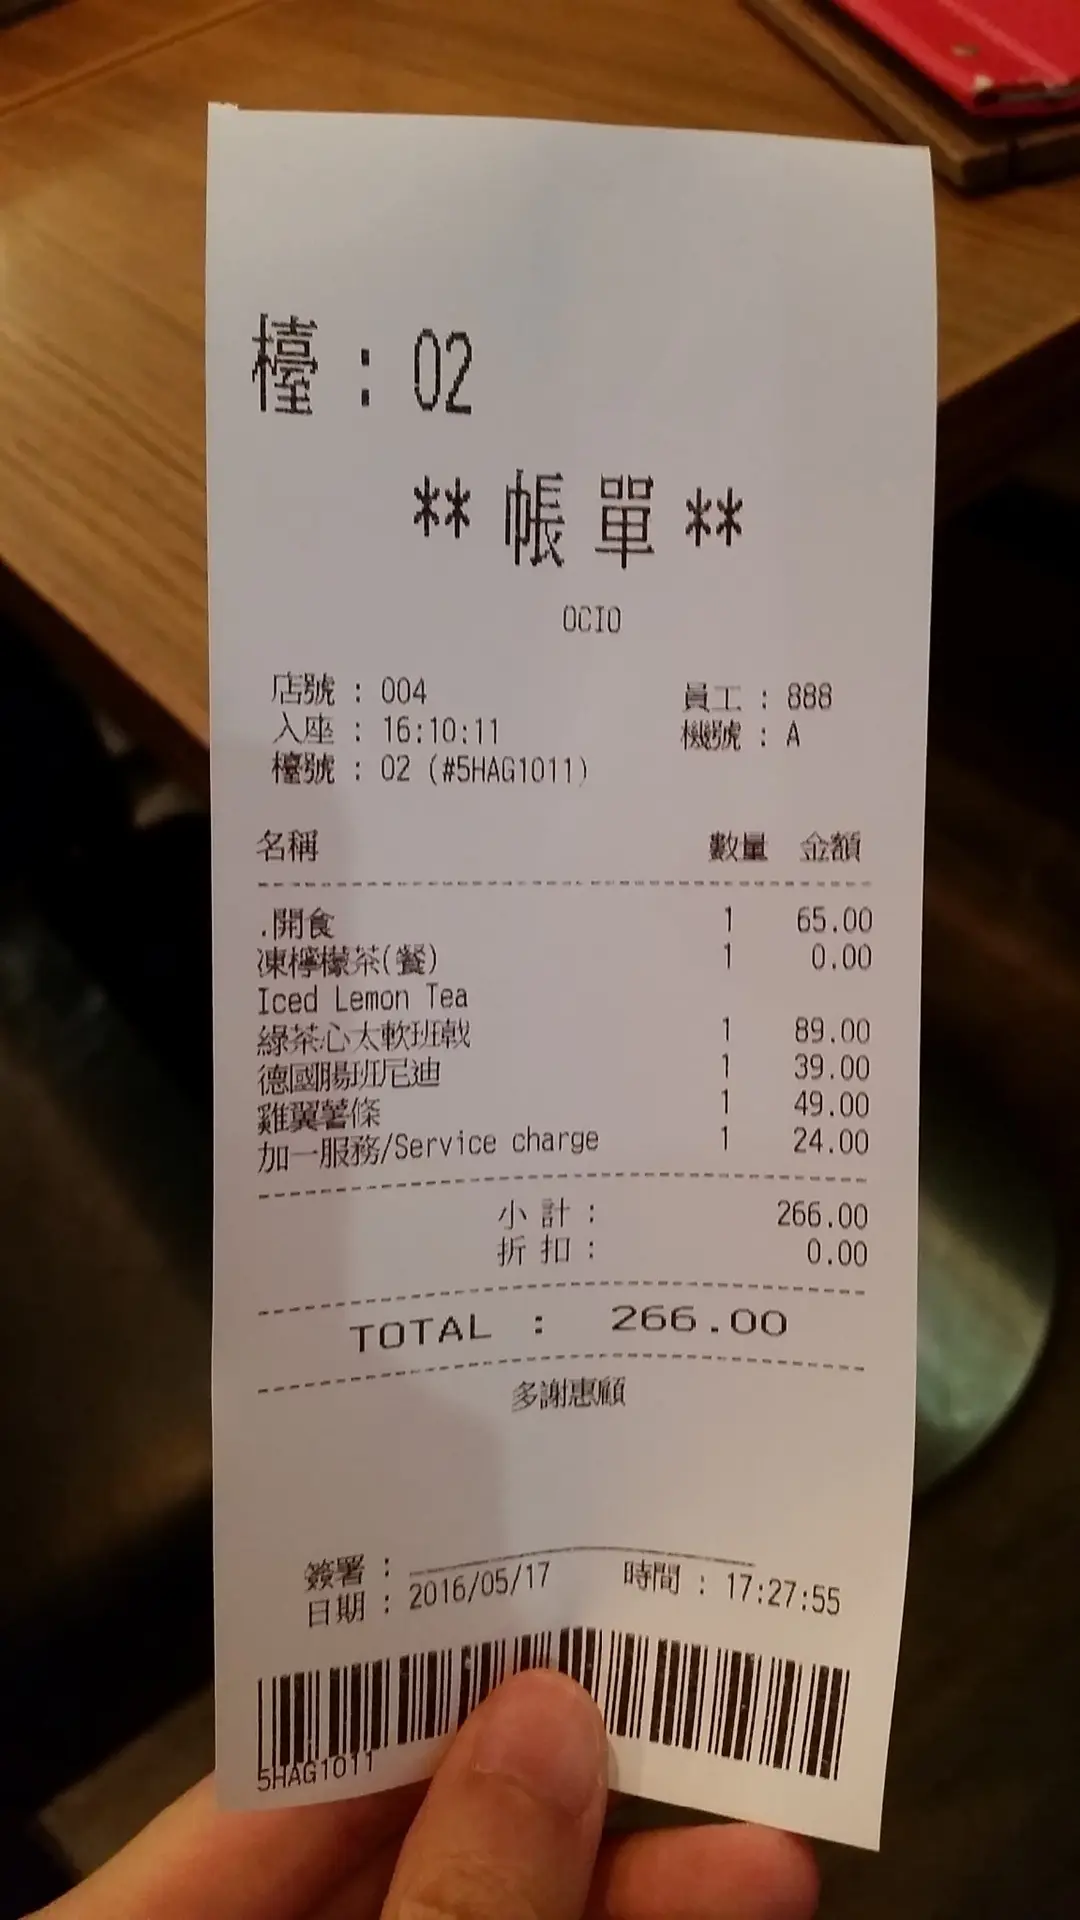 檯 : 02
** 帳 單 **
OCIO
店號 : 004 員工 : 888
入座 : 16:10:11 機號 : A
檯號 : 02 (#5HAG1011)
名稱 數量 金額
.開食 1 65.00
凍檸檬茶(餐) 1 0.00
Iced Lemon Tea
綠茶心太軟班戟 1 89.00
德國腸班尼迪 1 39.00
雞翼薯條 1 49.00
加一服務/Service charge 1 24.00
小 計 : 266.00
折 扣 : 0.00
TOTAL : 266.00
多謝惠顧
簽署 :
日期 : 2016/05/17 時間 : 17:27:55
5HAG1011